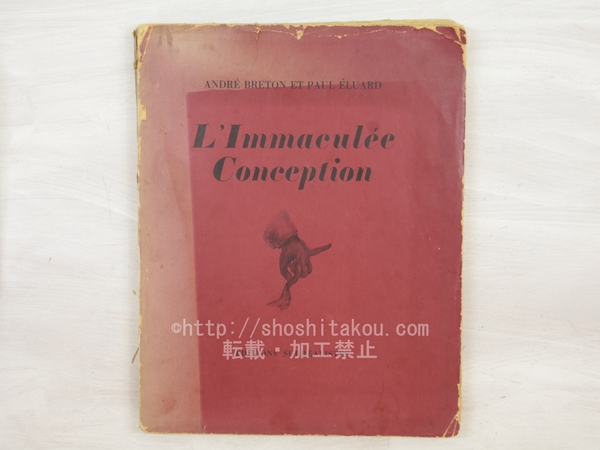 ANDRÉ BRETON ET PAUL ÉLUARD
L'Immaculée
Conception
©http://shoshitakou.com/
転載・加工禁止